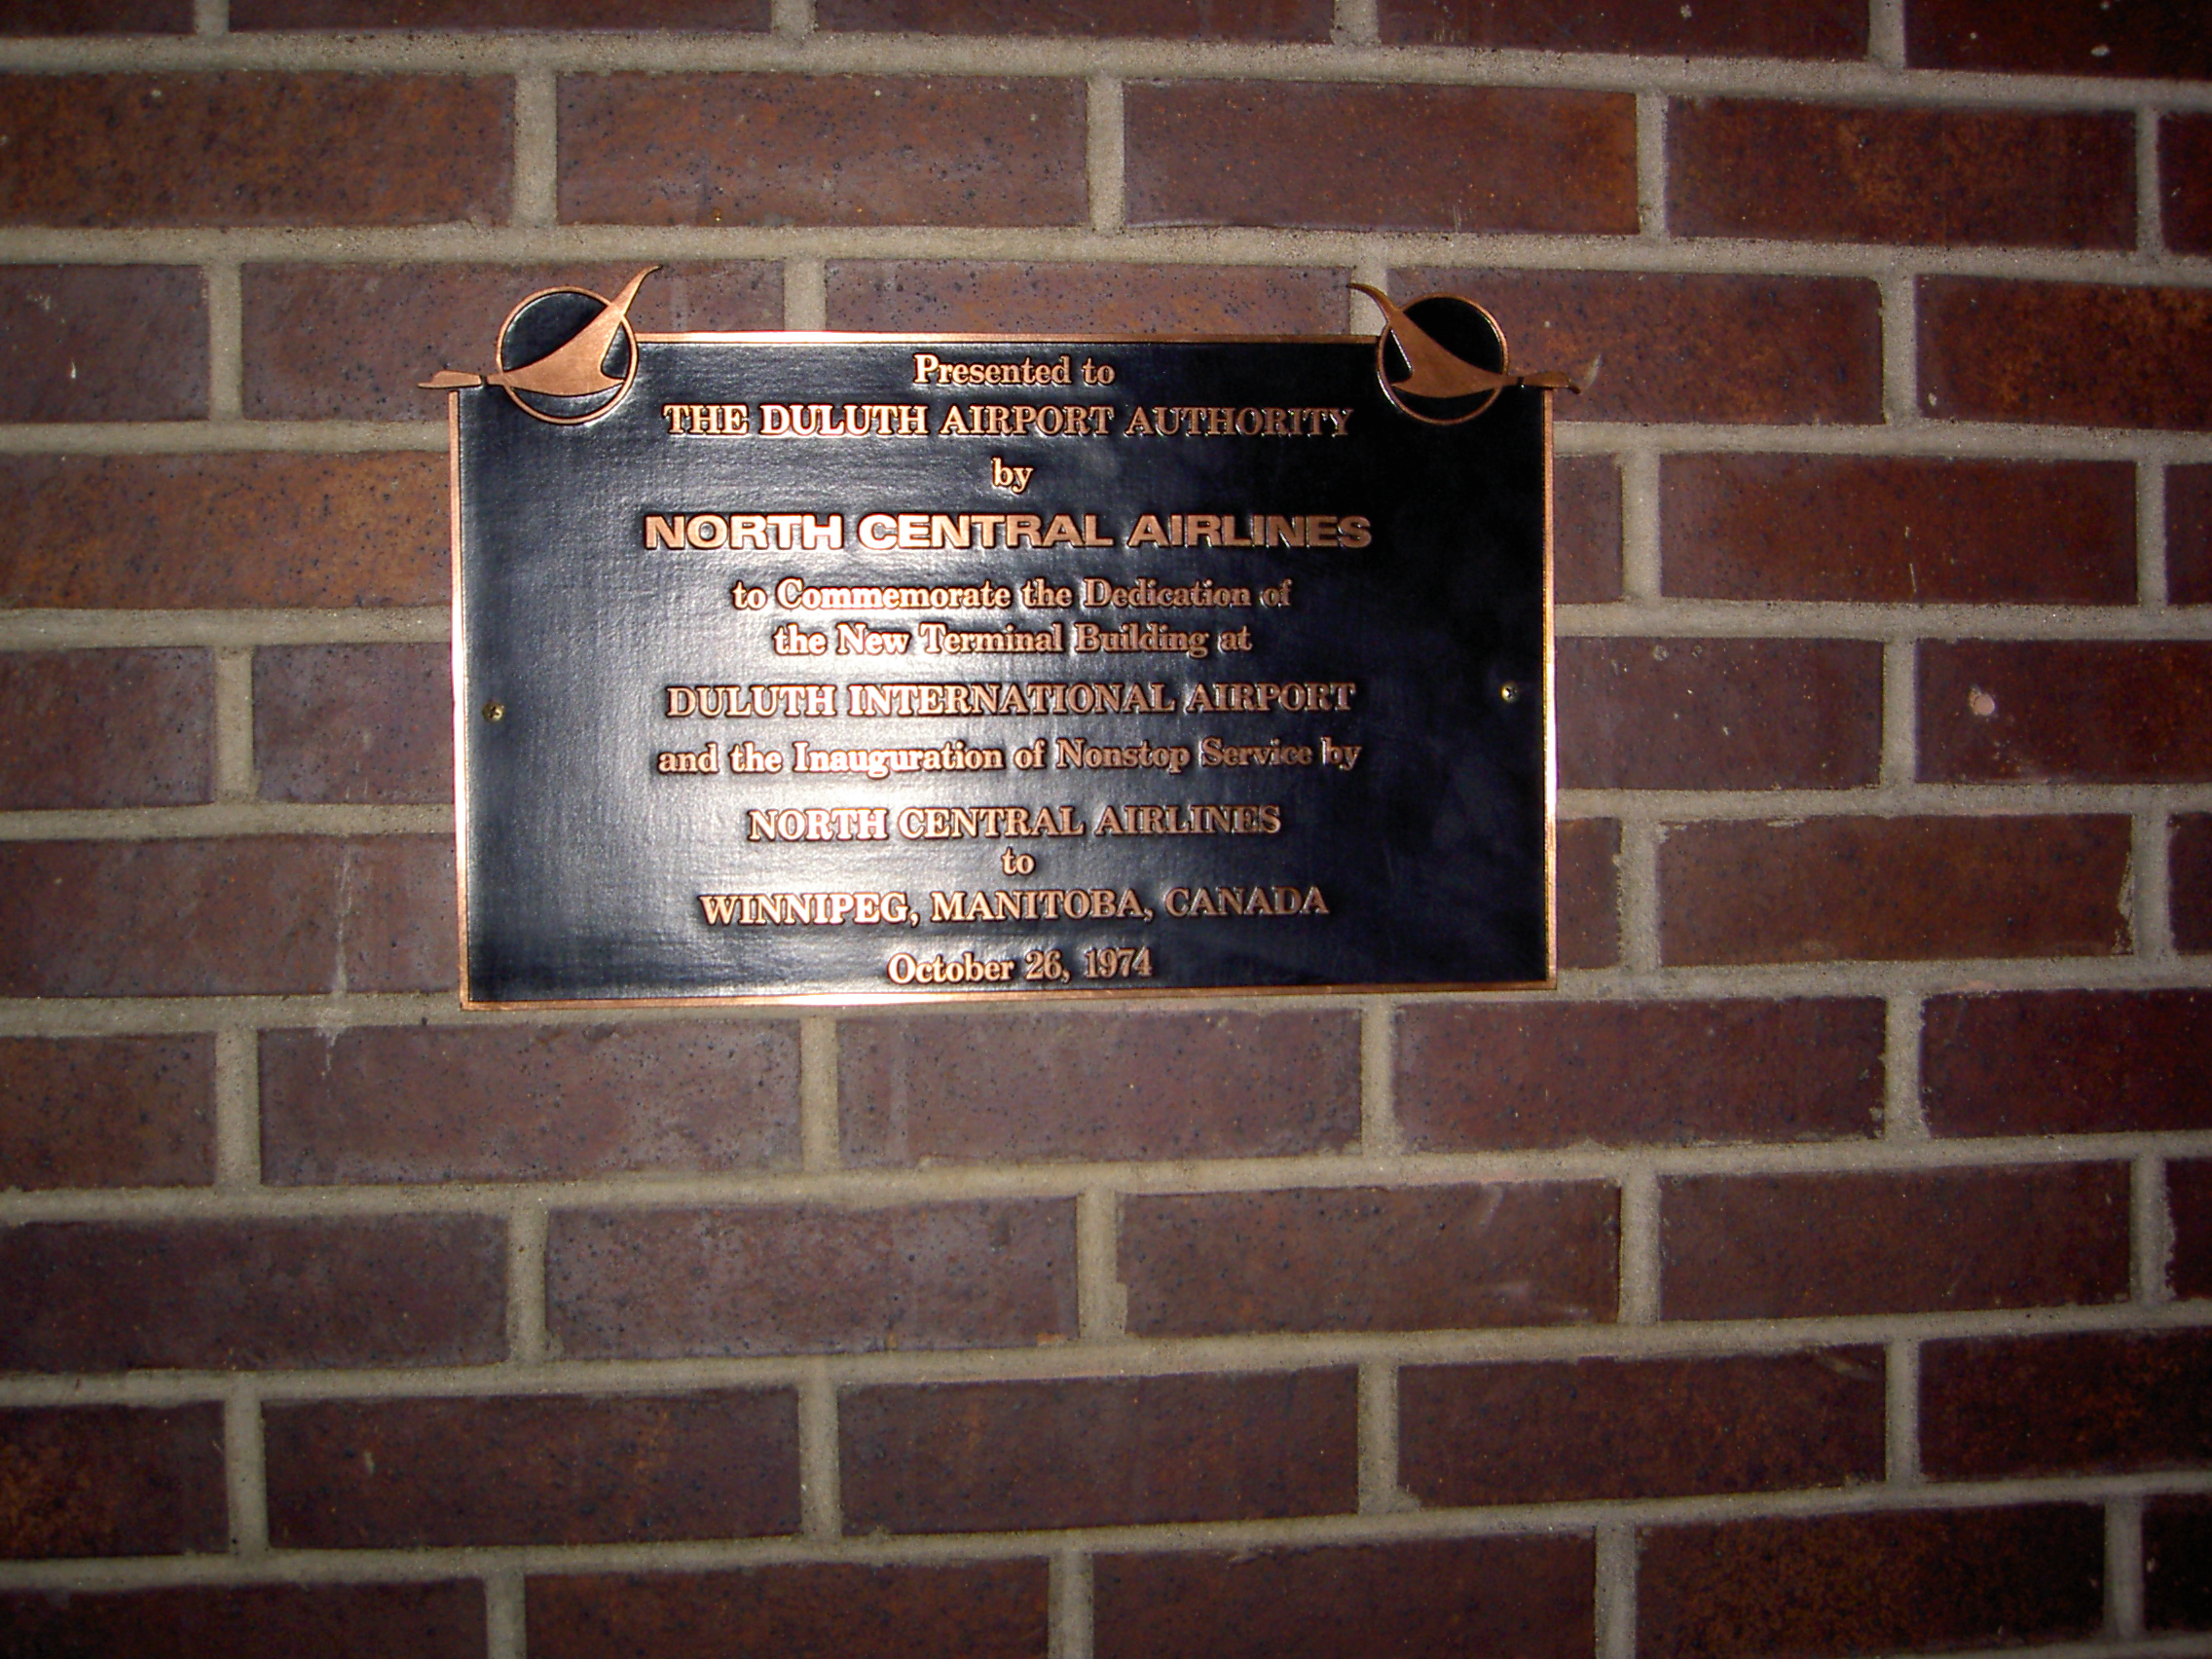 Presented to
THE DULUTH AIRPORT AUTHORITY
by
NORTH CENTRAL AIRLINES
to Commemorate the Dedication of
the New Terminal Building at
DULUTH INTERNATIONAL AIRPORT
and the Inauguration of Nonstop Service by
NORTH CENTRAL AIRLINES
to
WINNIPEG, MANITOBA, CANADA
October 26, 1974